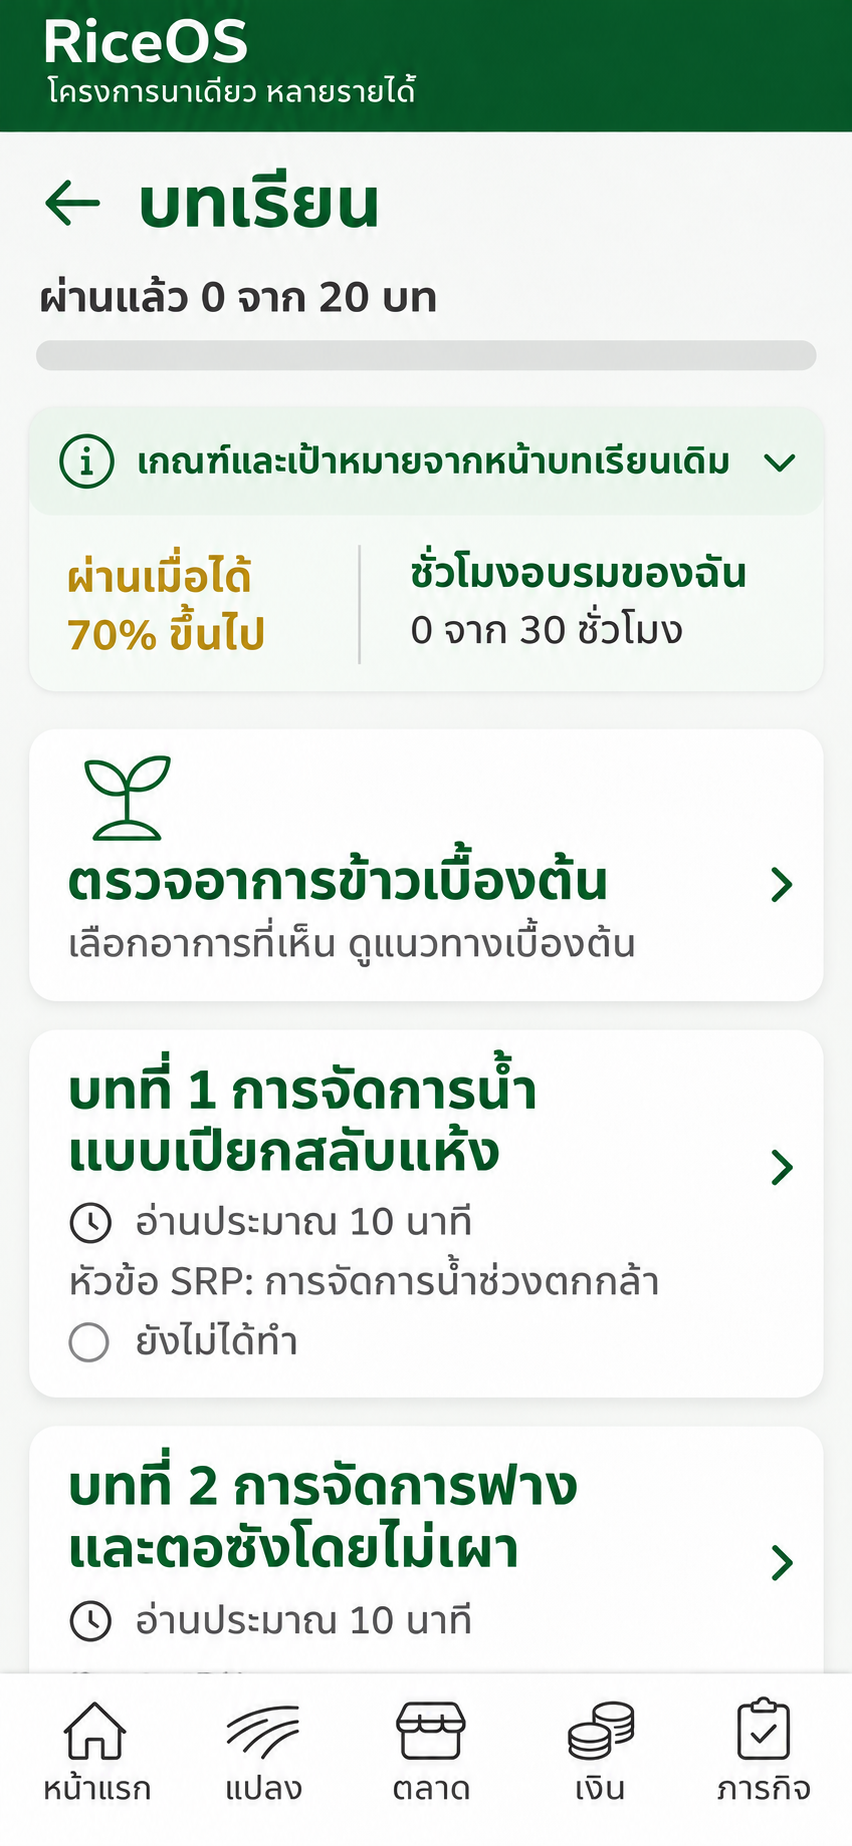 RiceOS
โครงการนาเดียว หลายรายได้
บทเรียน
ผ่านแล้ว 0 จาก 20 บท
เกณฑ์และเป้าหมายจากหน้าบทเรียนเดิม
ผ่านเมื่อได้
70% ขึ้นไป
ชั่วโมงอบรมของฉัน
0 จาก 30 ชั่วโมง
ตรวจอาการข้าวเบื้องต้น
เลือกอาการที่เห็น ดูแนวทางเบื้องต้น
บทที่ 1 การจัดการน้ำ
แบบเปียกสลับแห้ง
อ่านประมาณ 10 นาที
หัวข้อ SRP: การจัดการน้ำช่วงตกกล้า
ยังไม่ได้ทำ
บทที่ 2 การจัดการฟาง
และตอซังโดยไม่เผา
อ่านประมาณ 10 นาที
หน้าแรก
แปลง
ตลาด
เงิน
ภารกิจ